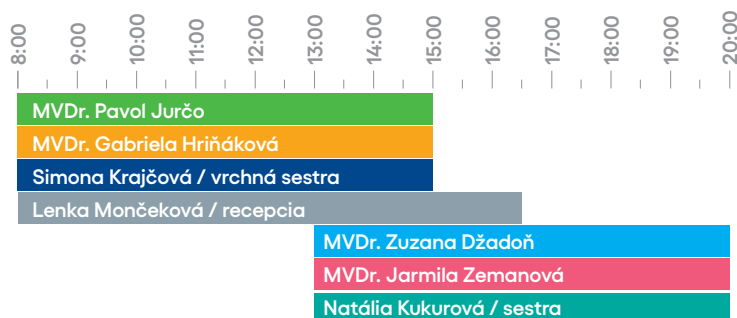 8:00 9:00 10:00 11:00 12:00 13:00 14:00 15:00 16:00 17:00 18:00 19:00 20:00
MVDr. Pavol Jurčo
MVDr. Gabriela Hriňáková
Simona Krajčová / vrchná sestra
Lenka Mončeková / recepcia
MVDr. Zuzana Džadoň
MVDr. Jarmila Zemanová
Natália Kukurová / sestra